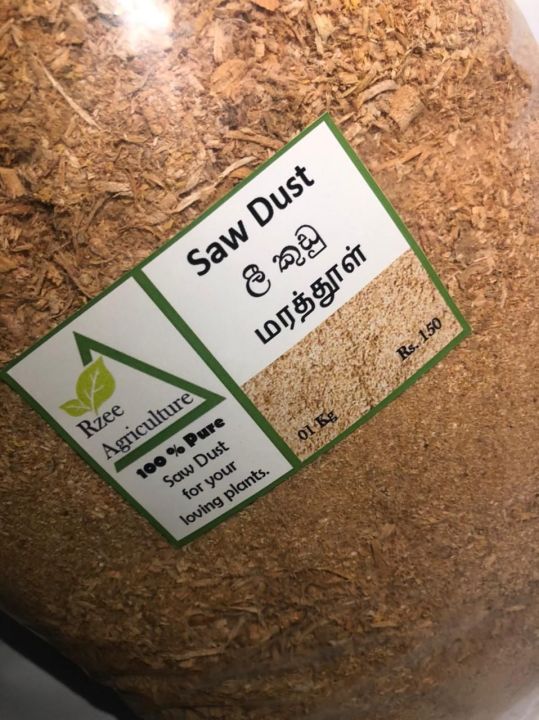 Saw Dust
ලී කුඩු
மரத்தூள்
01 Kg
Rs. 150
Rzee
Agriculture
100 % Pure
Saw Dust
for your
loving plants.